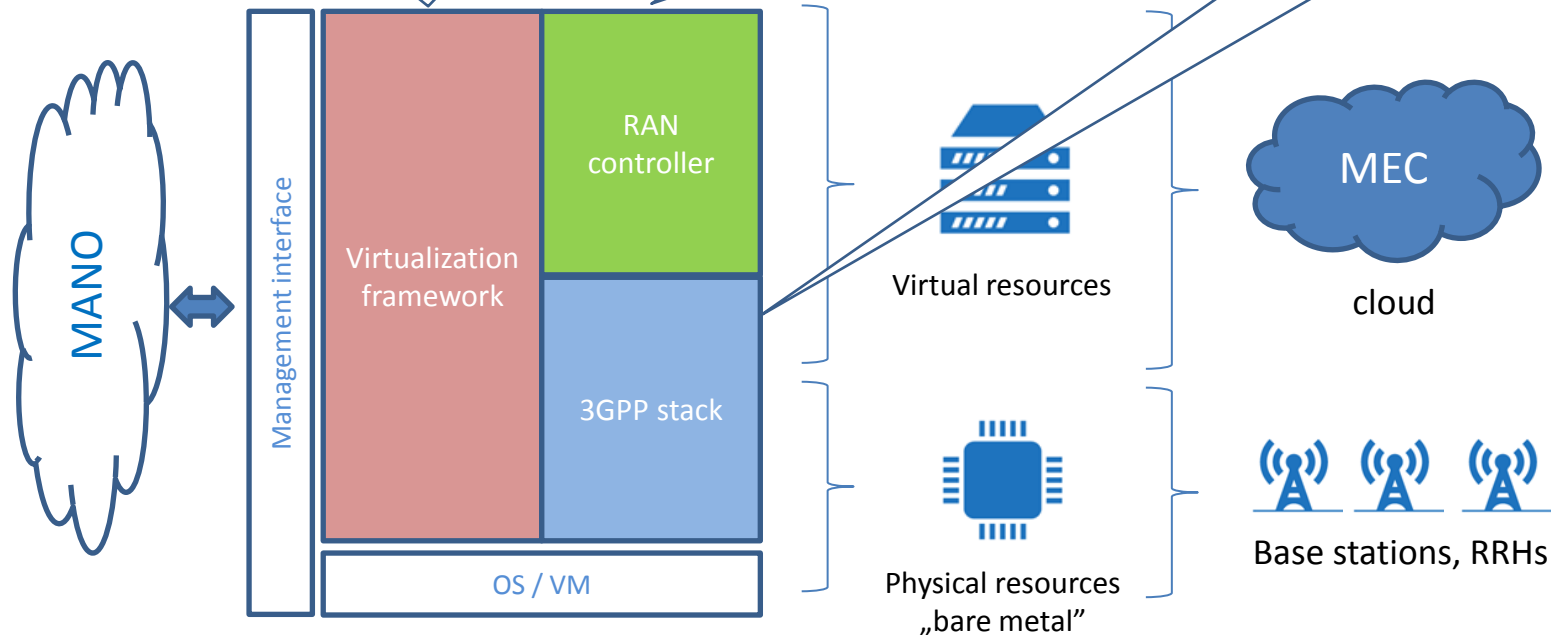 MANO
Management interface
Virtualization
framework
RAN
controller
3GPP stack
OS / VM
Virtual resources
Physical resources
„bare metal”
MEC
cloud
Base stations, RRHs